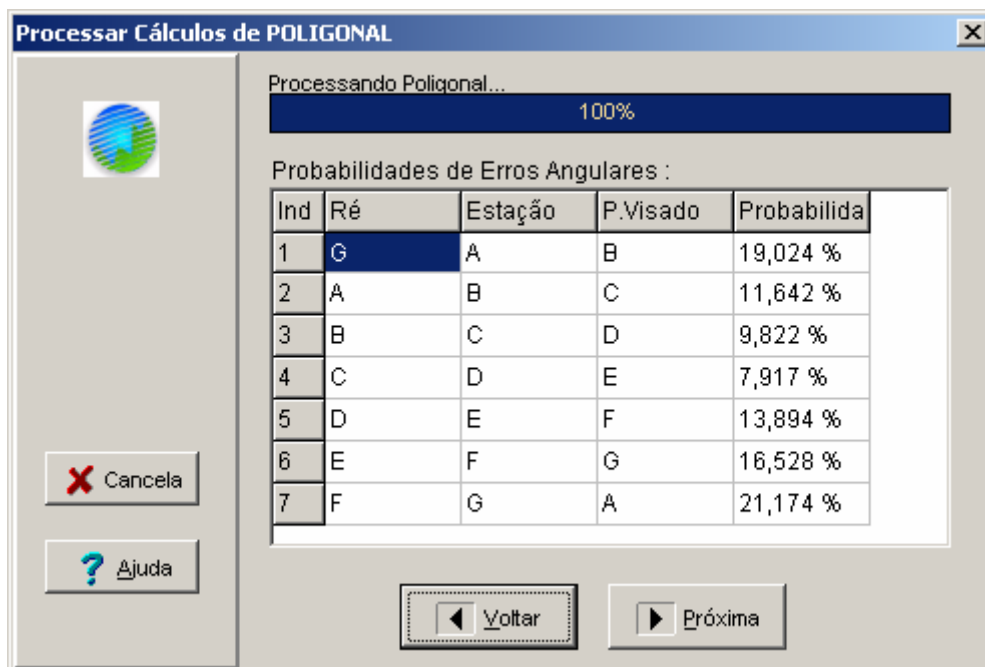 Processar Cálculos de POLIGONAL
Processando Poligonal...
100%
Probabilidades de Erros Angulares :
Ind Ré Estação P.Visado Probabilida
1 G A B 19,024 %
2 A B C 11,642 %
3 B C D 9,822 %
4 C D E 7,917 %
5 D E F 13,894 %
6 E F G 16,528 %
7 F G A 21,174 %
Cancela
Ajuda
Voltar
Próxima